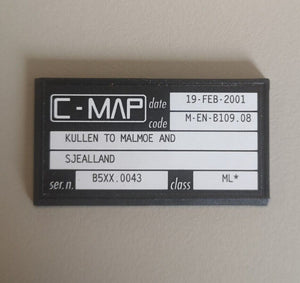 C-MAP date 19-FEB-2001
code M-EN-B109.08
KULLEN TO MALMOE AND
SJEALLAND
ser.n. B5XX.0043 class ML*